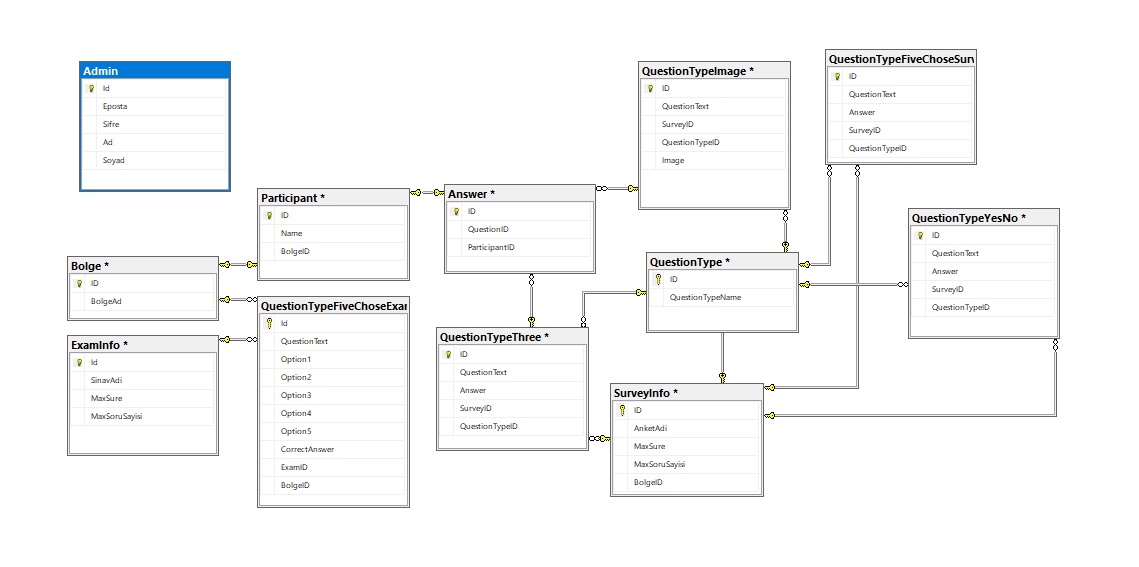 Admin
Id
Eposta
Sifre
Ad
Soyad
QuestionTypeImage *
ID
QuestionText
SurveyID
QuestionTypeID
Image
QuestionTypeFiveChoseSurv
ID
QuestionText
Answer
SurveyID
QuestionTypeID
Participant *
ID
Name
BolgeID
Answer *
ID
QuestionID
ParticipantID
QuestionTypeYesNo *
ID
QuestionText
Answer
SurveyID
QuestionTypeID
Bolge *
ID
BolgeAd
QuestionType *
ID
QuestionTypeName
QuestionTypeFiveChoseExar
Id
QuestionText
Option1
Option2
Option3
Option4
Option5
CorrectAnswer
ExamID
BolgeID
ExamInfo *
Id
SinavAdi
MaxSure
MaxSoruSayisi
QuestionTypeThree *
ID
QuestionText
Answer
SurveyID
QuestionTypeID
SurveyInfo *
ID
AnketAdi
MaxSure
MaxSoruSayisi
BolgeID